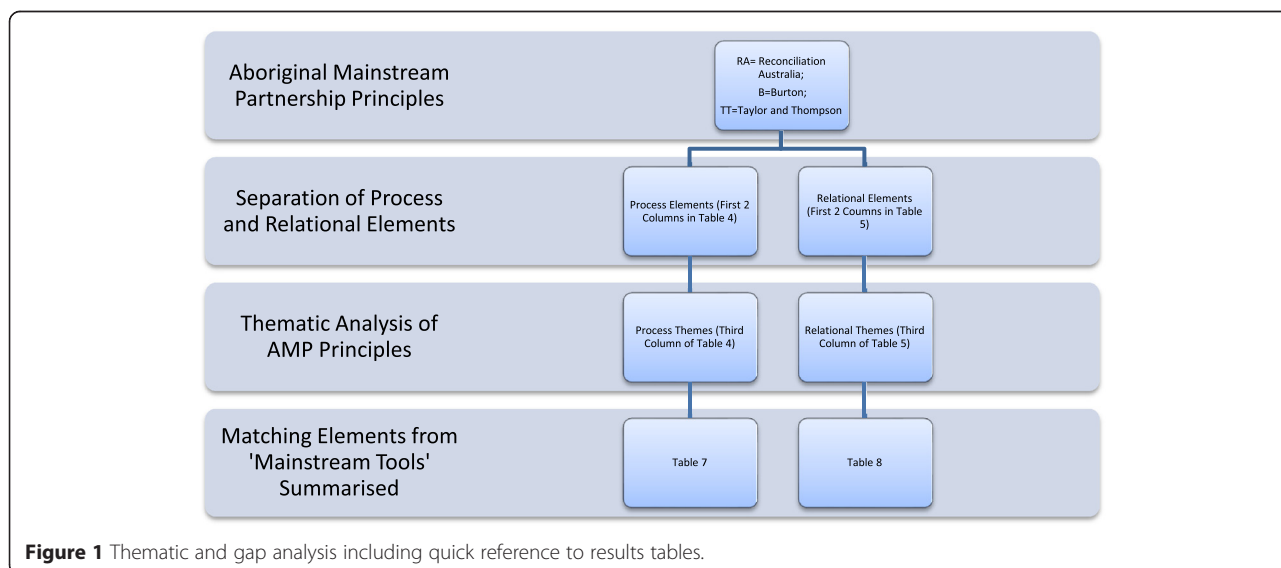 Aboriginal Mainstream
Partnership Principles
RA= Reconciliation
Australia;
B=Burton;
TT=Taylor and Thompson
Separation of Process
and Relational Elements
Process Elements (First 2
Columns in Table 4)
Relational Elements
(First 2 Coumns in Table
5)
Thematic Analysis of
AMP Principles
Process Themes (Third
Column of Table 4)
Relational Themes (Third
Column of Table 5)
Matching Elements from
'Mainstream Tools'
Summarised
Table 7
Table 8
Figure 1 Thematic and gap analysis including quick reference to results tables.